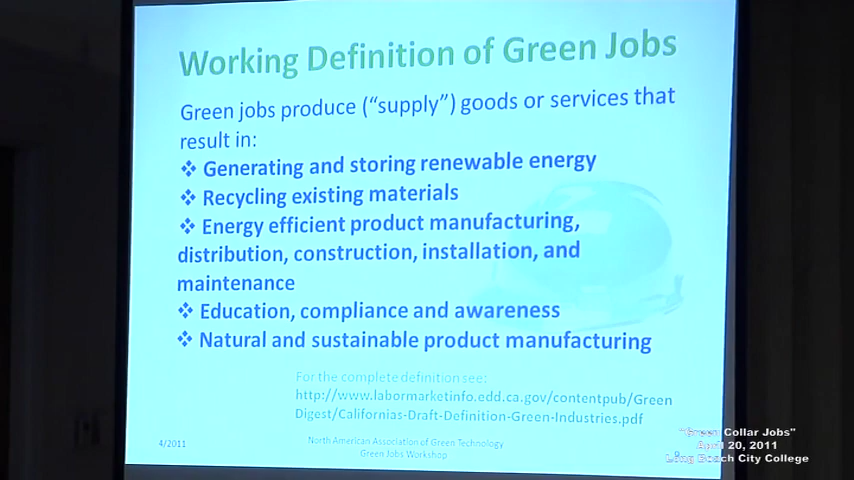 Working Definition of Green Jobs
Green jobs produce (“supply”) goods or services that
result in:
❖ Generating and storing renewable energy
❖ Recycling existing materials
❖ Energy efficient product manufacturing,
distribution, construction, installation, and
maintenance
❖ Education, compliance and awareness
❖ Natural and sustainable product manufacturing
For the complete definition see:
http://www.labormarketinfo.edd.ca.gov/contentpub/Green
Digest/Californias-Draft-Definition-Green-Industries.pdf
4/2011
North American Association of Green Technology
Green Jobs Workshop
9
"Green Collar Jobs"
April 20, 2011
Long Beach City College